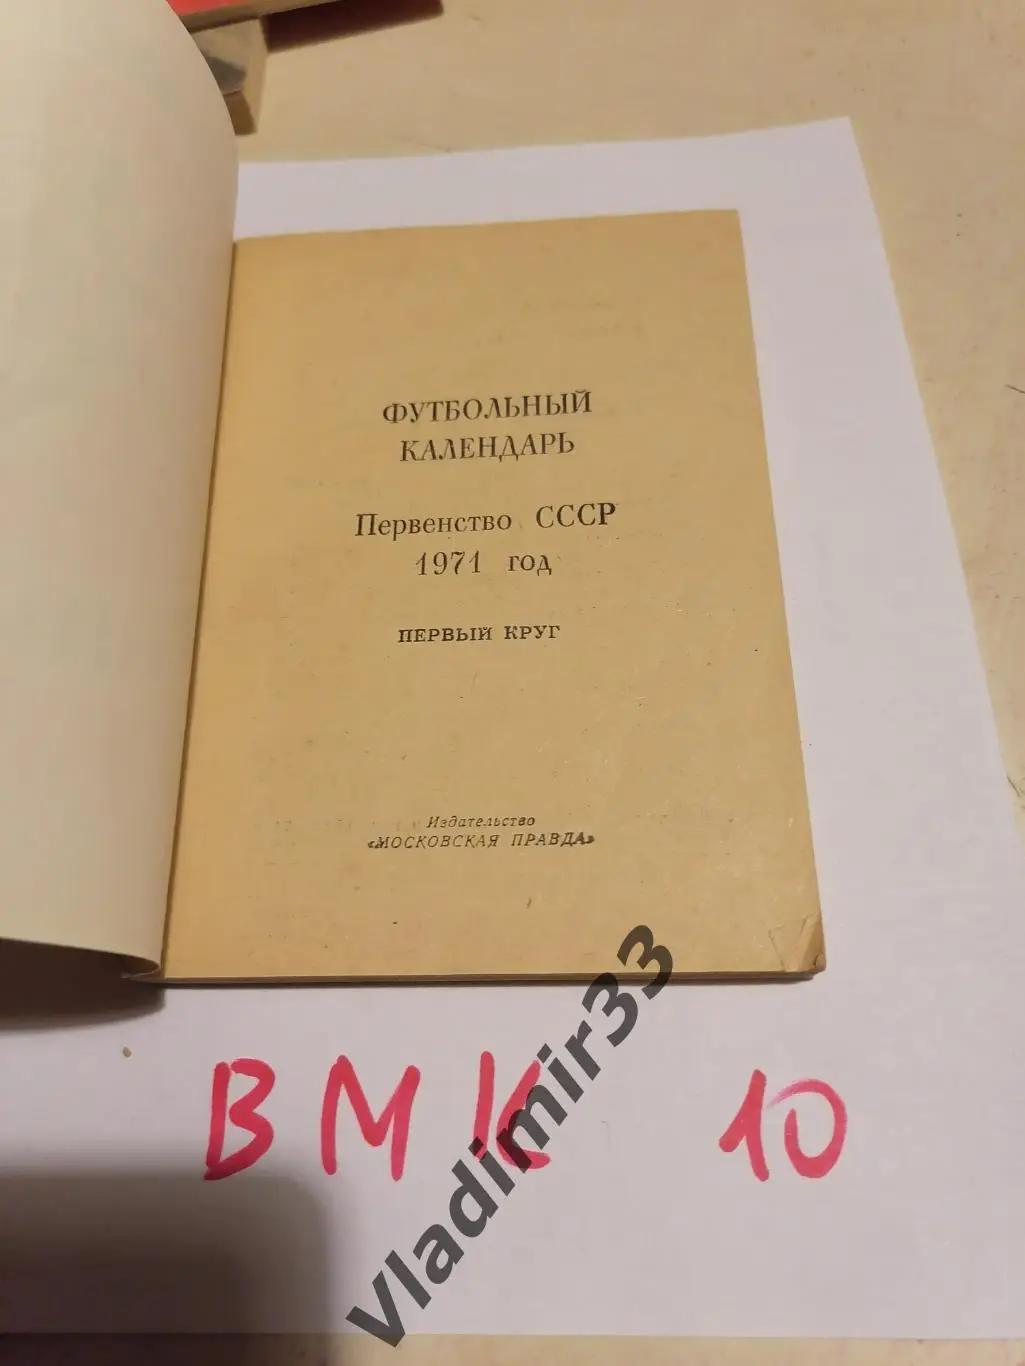 ФУТБОЛЬНЫЙ
КАЛЕНДАРЬ
Первенство СССР
1971 год
ПЕРВЫЙ КРУГ
Издательство
«МОСКОВСКАЯ ПРАВДА»
ВМК 10
vladimir33